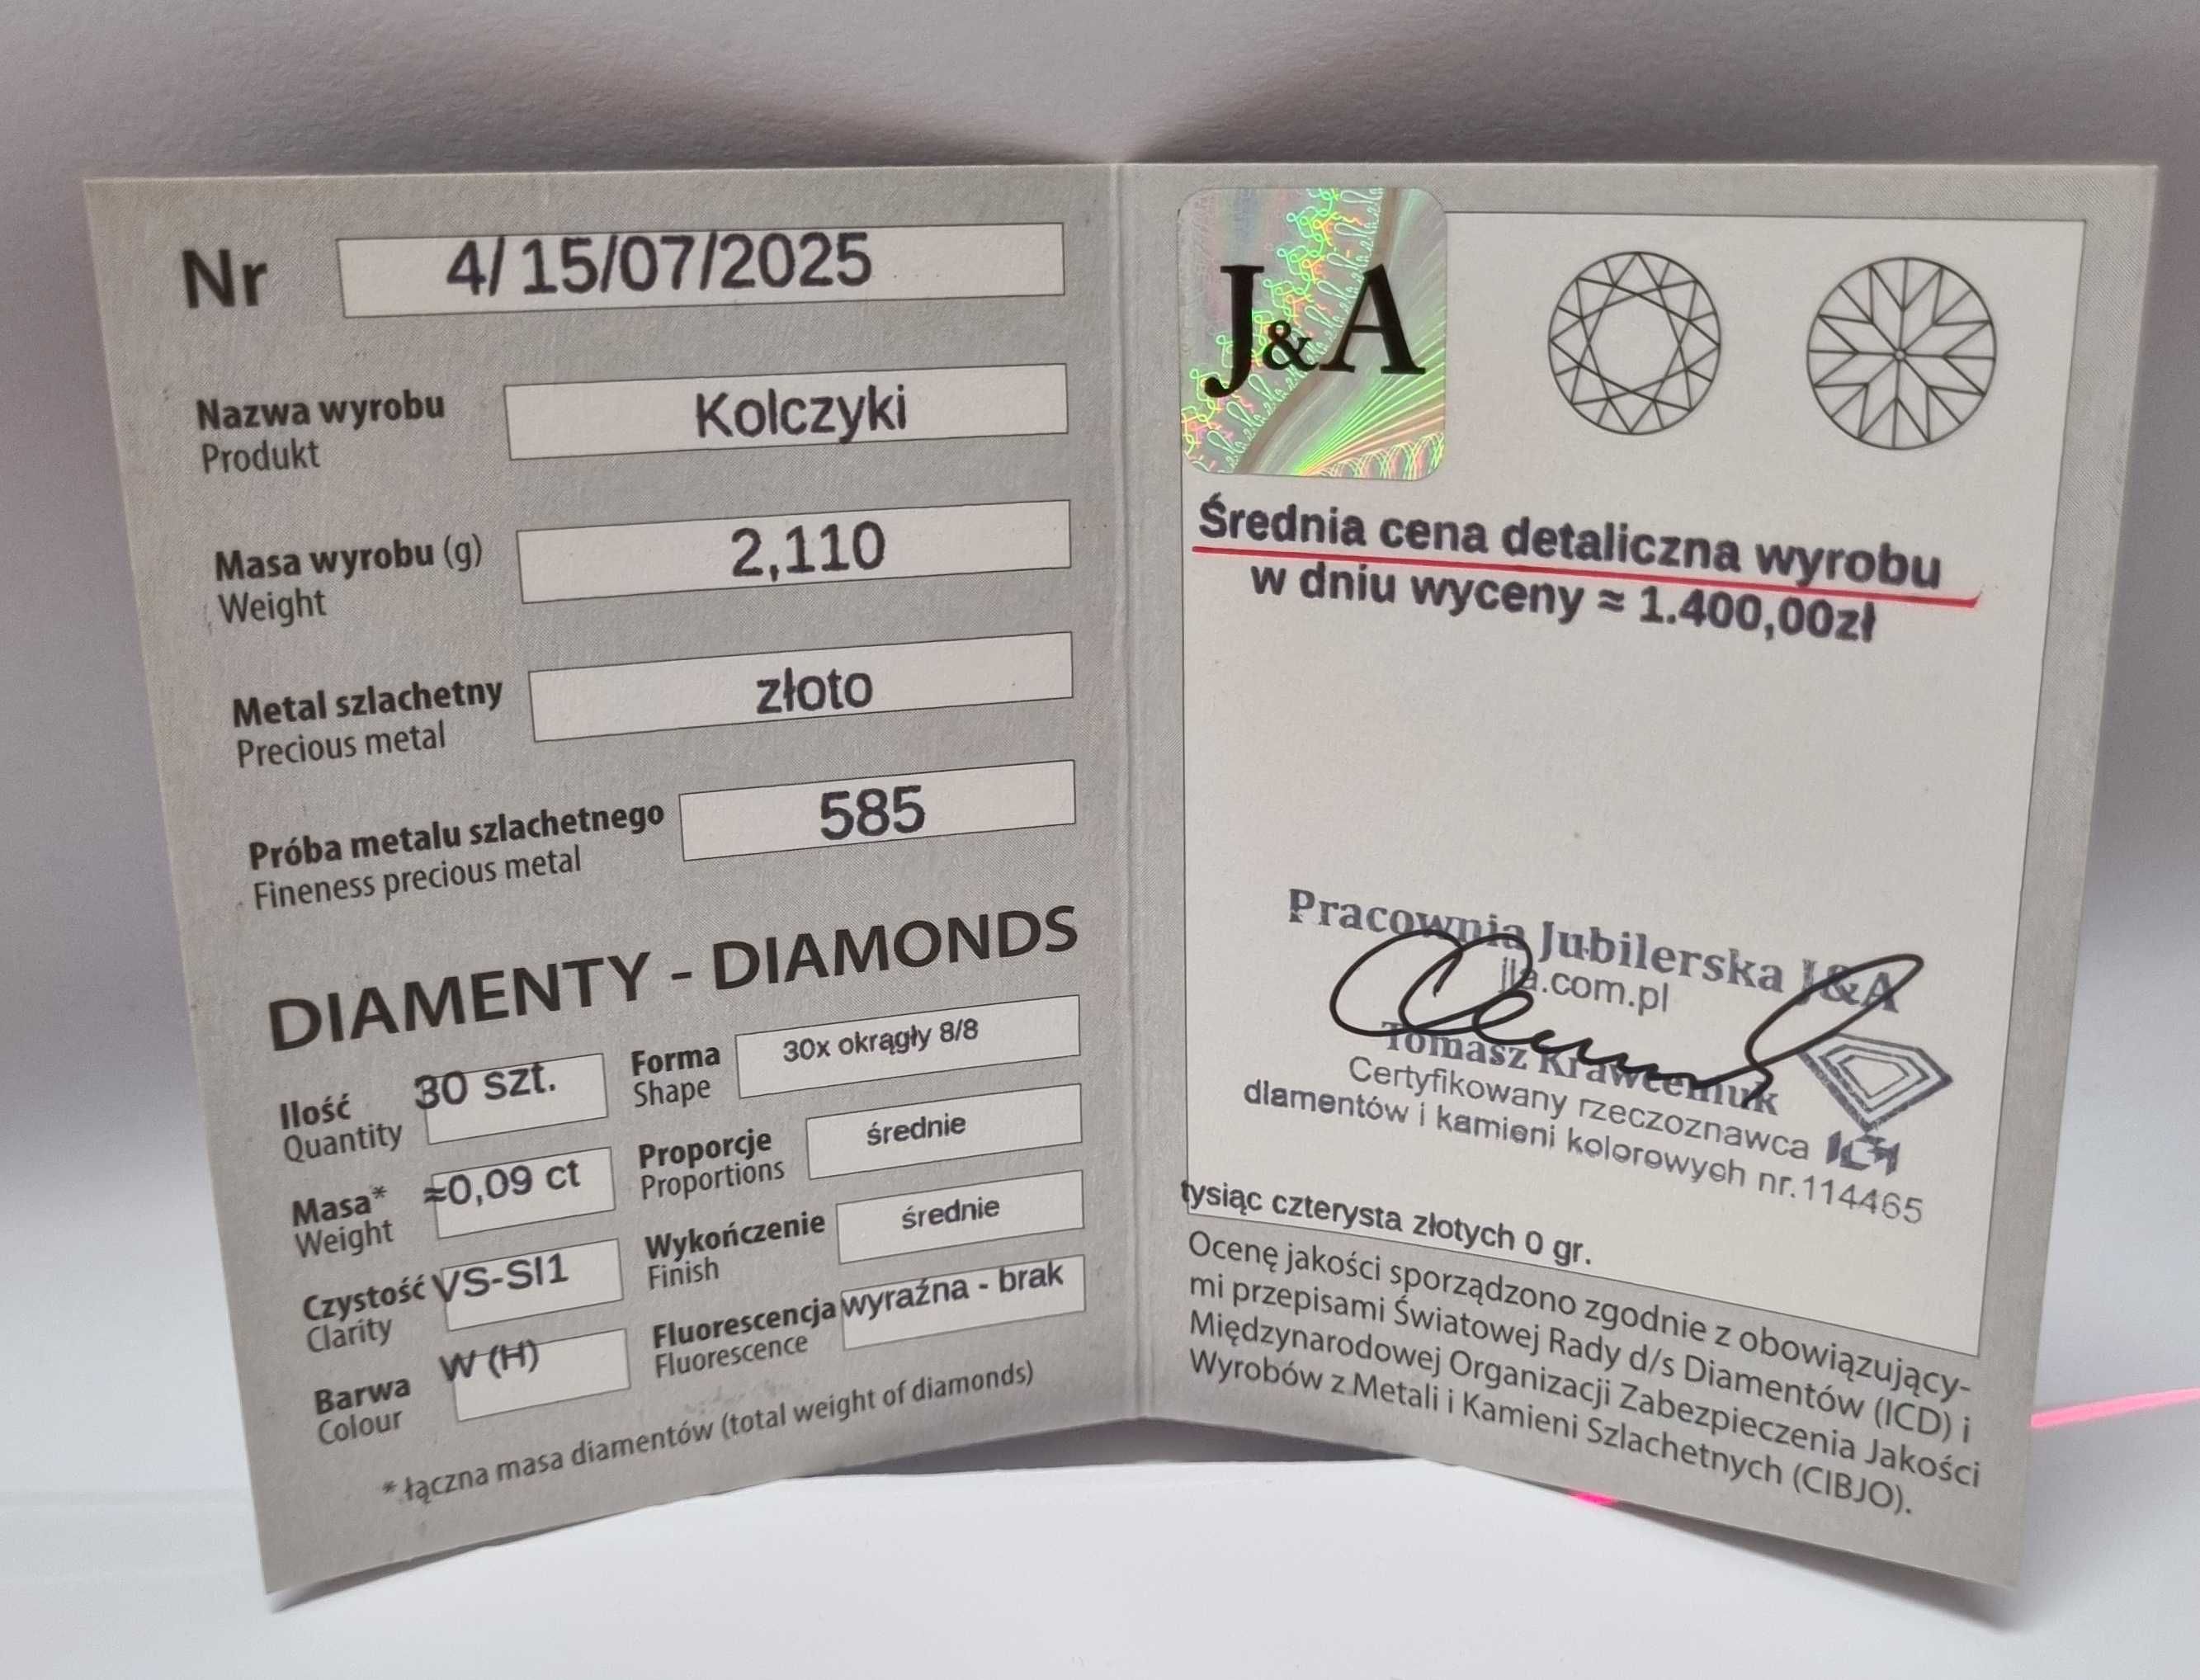 Nr 4/15/07/2025
Nazwa wyrobu Kolczyki
Produkt
Masa wyrobu (g) 2,110
Weight
Metal szlachetny złoto
Precious metal
Próba metalu szlachetnego 585
Fineness precious metal
DIAMENTY - DIAMONDS
Ilość 30 szt.
Quantity
Masa* ≈0,09 ct
Weight
Czystość VS-SI1
Clarity
Barwa W (H)
Colour
Forma 30x okrągły 8/8
Shape
Proporcje średnie
Proportions
Wykończenie średnie
Finish
Fluorescencja wyraźna - brak
Fluorescence
* łączna masa diamentów (total weight of diamonds)
J&A
Średnia cena detaliczna wyrobu
w dniu wyceny ≈ 1.400,00zł
Pracownia Jubilerska J&A
jla.com.pl
Tomasz
Certyfikowany rzeczoznawca
diamentów i kamieni kolorowych nr.114465
tysiąc czterysta złotych 0 gr.
Ocenę jakości sporządzono zgodnie z obowiązujący-
mi przepisami Światowej Rady d/s Diamentów (ICD) i
Międzynarodowej Organizacji Zabezpieczenia Jakości
Wyrobów z Metali i Kamieni Szlachetnych (CIBJO).